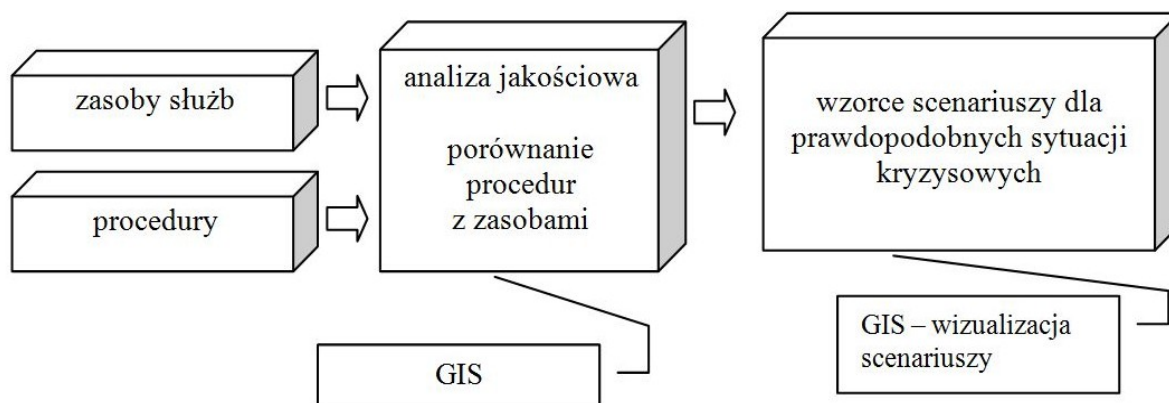 zasoby służb
procedury
analiza jakościowa
porównanie
procedur
z zasobami
wzorce scenariuszy dla
prawdopodobnych sytuacji
kryzysowych
GIS
GIS – wizualizacja
scenariuszy